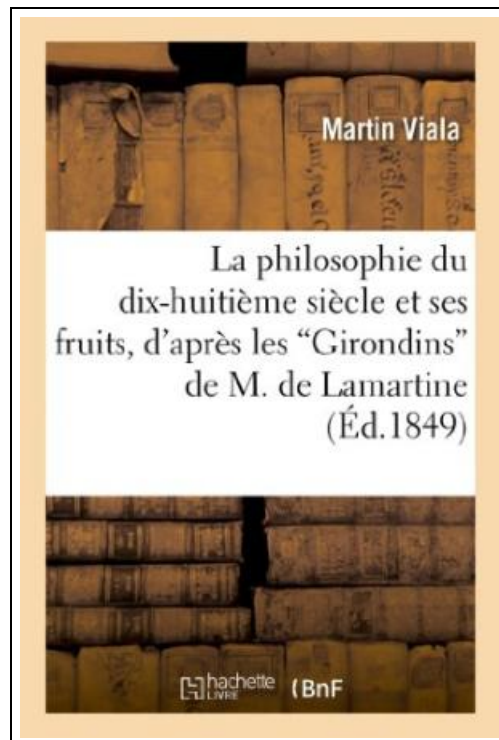 Martin Viala
La philosophie du
dix-huitième siècle et ses
fruits, d'après les “Girondins”
de M. de Lamartine
(Éd.1849)
hachette
LIVRE
(BnF